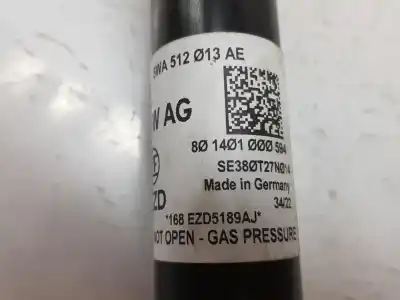 5WA 512 Ø13 AE
W AG
8Ø 14Ø1 ØØØ 594
SE38ØT27NØ14
Made in Germany
ZD
34/22
*168 EZD5189AJ*
NOT OPEN - GAS PRESSURE